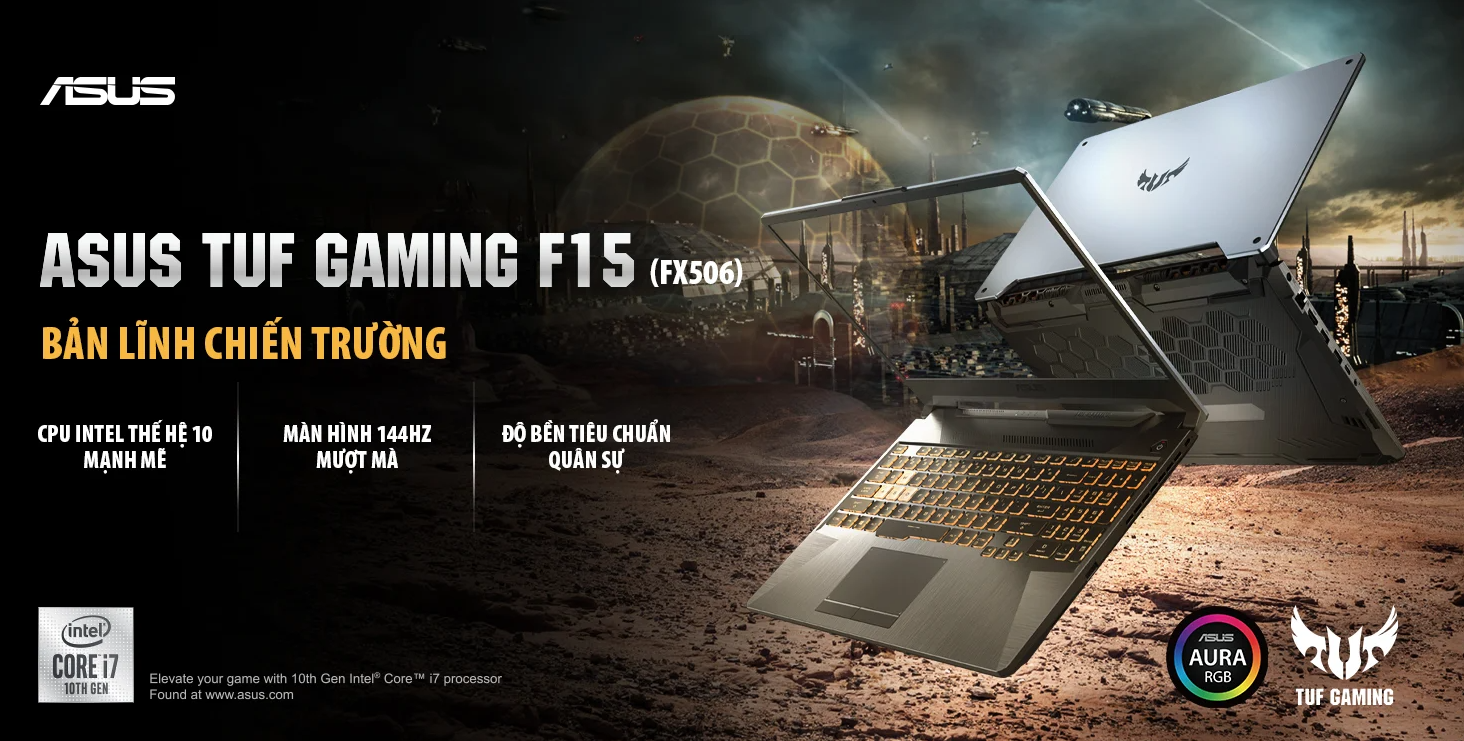 ASUS
ASUS TUF GAMING F15 (FX506)
BẢN LĨNH CHIẾN TRƯỜNG
CPU INTEL THẾ HỆ 10
MẠNH MẼ
MÀN HÌNH 144HZ
MƯỢT MÀ
ĐỘ BỀN TIÊU CHUẨN
QUÂN SỰ
intel
CORE i7
10TH GEN
Elevate your game with 10th Gen Intel® Core™ i7 processor
Found at www.asus.com
ASUS
AURA
RGB
TUF GAMING